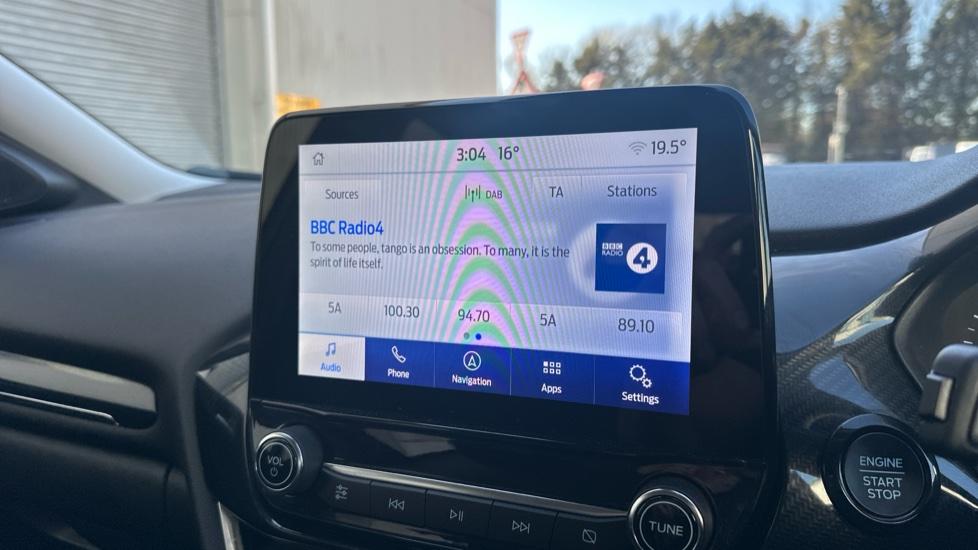 3:04 16° 19.5°
Sources DAB TA Stations
BBC Radio4
To some people, tango is an obsession. To many, it is the
spirit of life itself.
BBC
RADIO
4
5A 100.30 94.70 5A 89.10
Audio Phone Navigation Apps Settings
VOL
TUNE
ENGINE
START
STOP